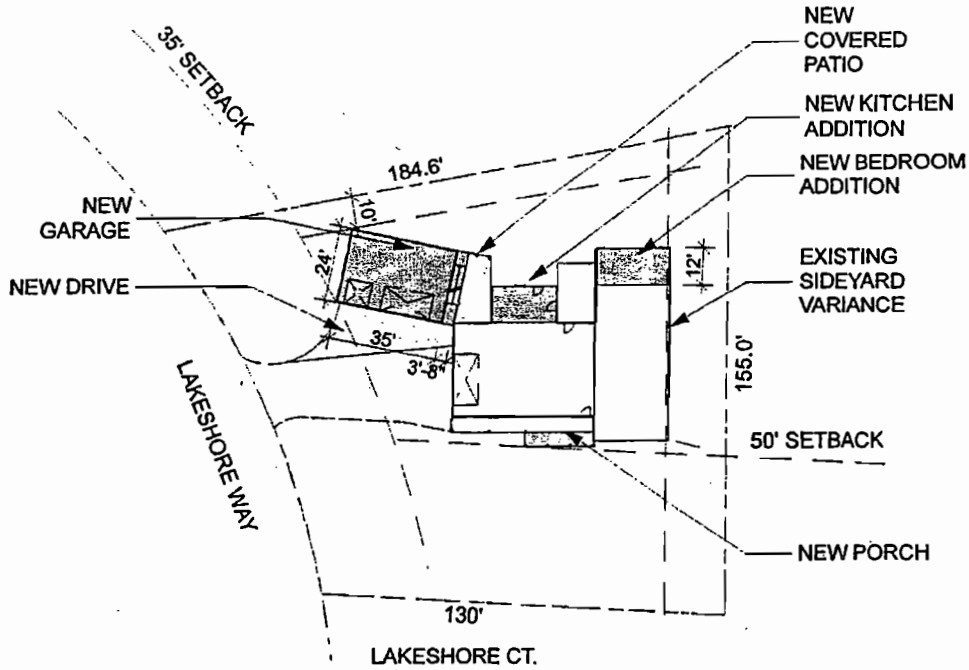 NEW
COVERED
PATIO
35' SETBACK
NEW KITCHEN
ADDITION
184.6'
NEW BEDROOM
ADDITION
NEW
GARAGE
10'
24'
12'
EXISTING
SIDEYARD
VARIANCE
NEW DRIVE
35'
3'-8"
155.0'
LAKESHORE WAY
50' SETBACK
NEW PORCH
130'
LAKESHORE CT.